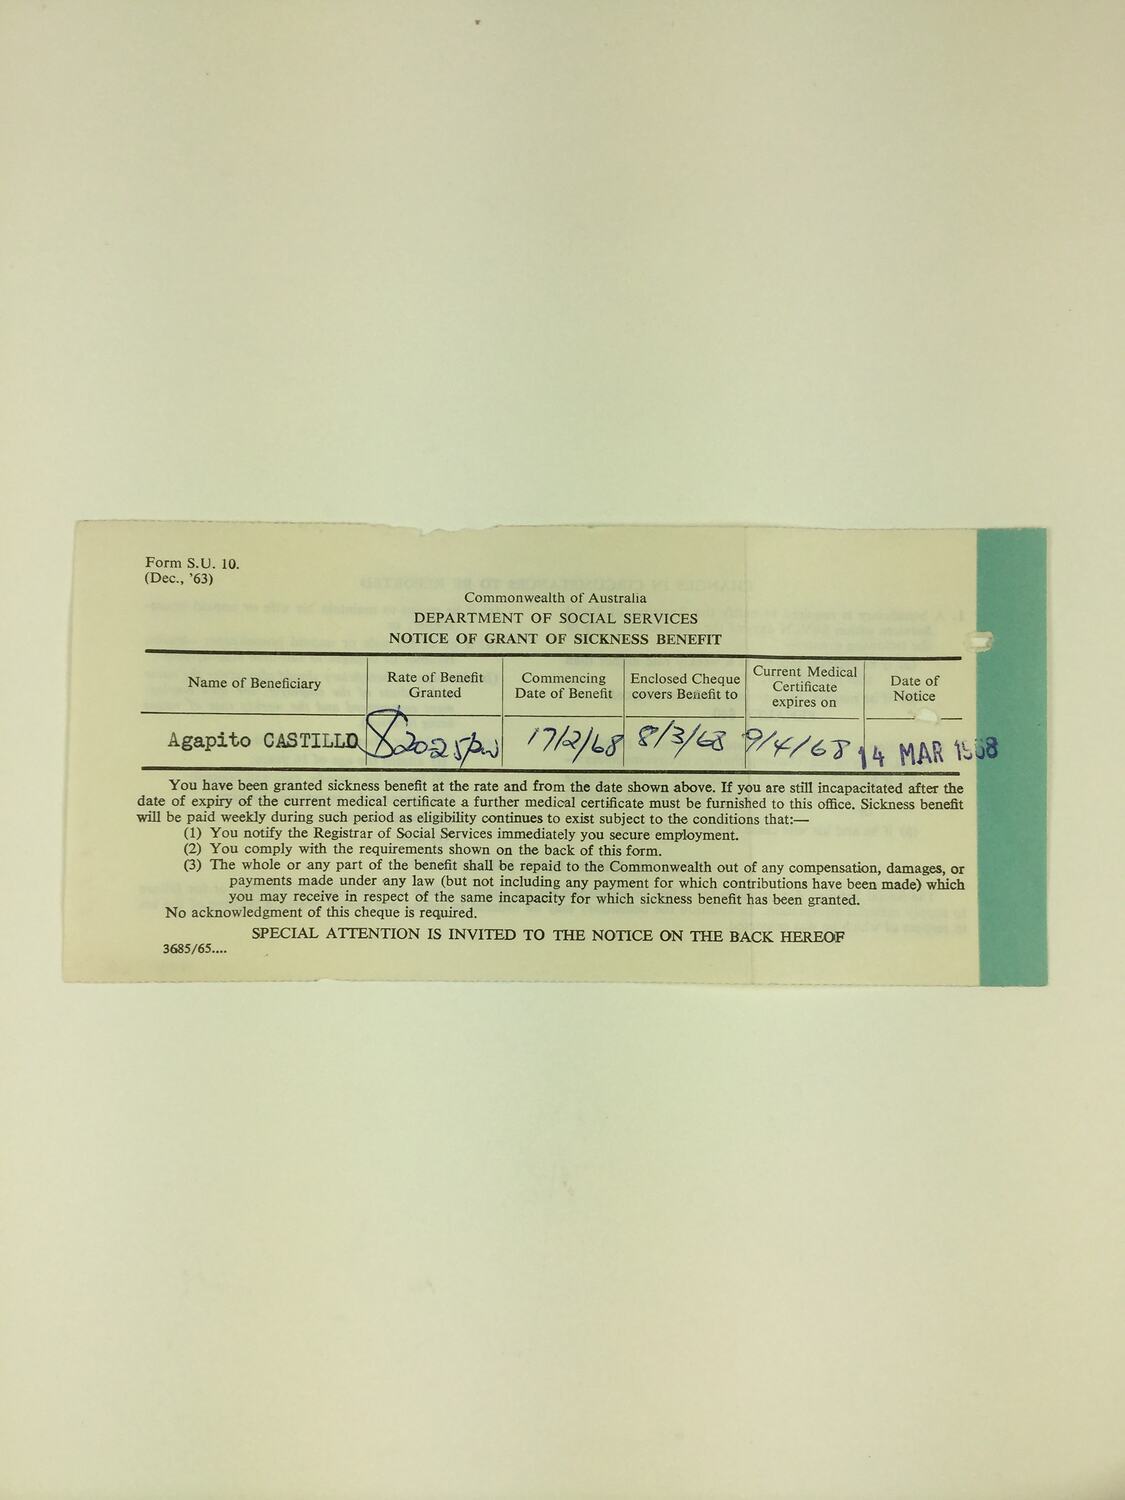 Form S.U. 10.
(Dec., '63)
Commonwealth of Australia
DEPARTMENT OF SOCIAL SERVICES
NOTICE OF GRANT OF SICKNESS BENEFIT
Name of Beneficiary
Rate of Benefit
Granted
Commencing
Date of Benefit
Enclosed Cheque
covers Benefit to
Current Medical
Certificate
expires on
Date of
Notice
Agapito CASTILLO $20-25pw 17/2/68 8/3/68 9/4/68 14 MAR 1968
You have been granted sickness benefit at the rate and from the date shown above. If you are still incapacitated after the
date of expiry of the current medical certificate a further medical certificate must be furnished to this office. Sickness benefit
will be paid weekly during such period as eligibility continues to exist subject to the conditions that:—
(1) You notify the Registrar of Social Services immediately you secure employment.
(2) You comply with the requirements shown on the back of this form.
(3) The whole or any part of the benefit shall be repaid to the Commonwealth out of any compensation, damages, or
payments made under any law (but not including any payment for which contributions have been made) which
you may receive in respect of the same incapacity for which sickness benefit has been granted.
No acknowledgment of this cheque is required.
SPECIAL ATTENTION IS INVITED TO THE NOTICE ON THE BACK HEREOF
3685/65....